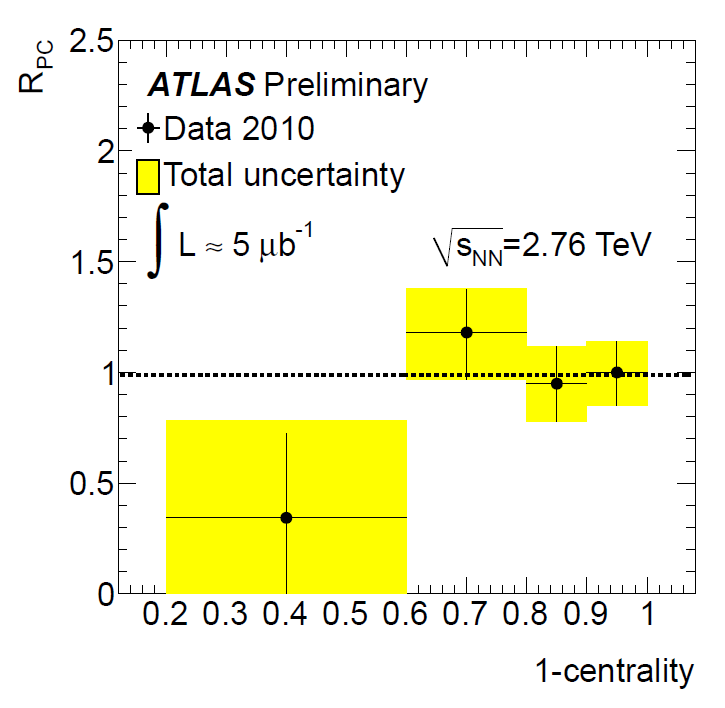 R_PC
2.5
2
1.5
1
0.5
0
ATLAS Preliminary
Data 2010
Total uncertainty
∫ L ≈ 5 μb⁻¹
√s_NN=2.76 TeV
0.2 0.3 0.4 0.5 0.6 0.7 0.8 0.9 1
1-centrality